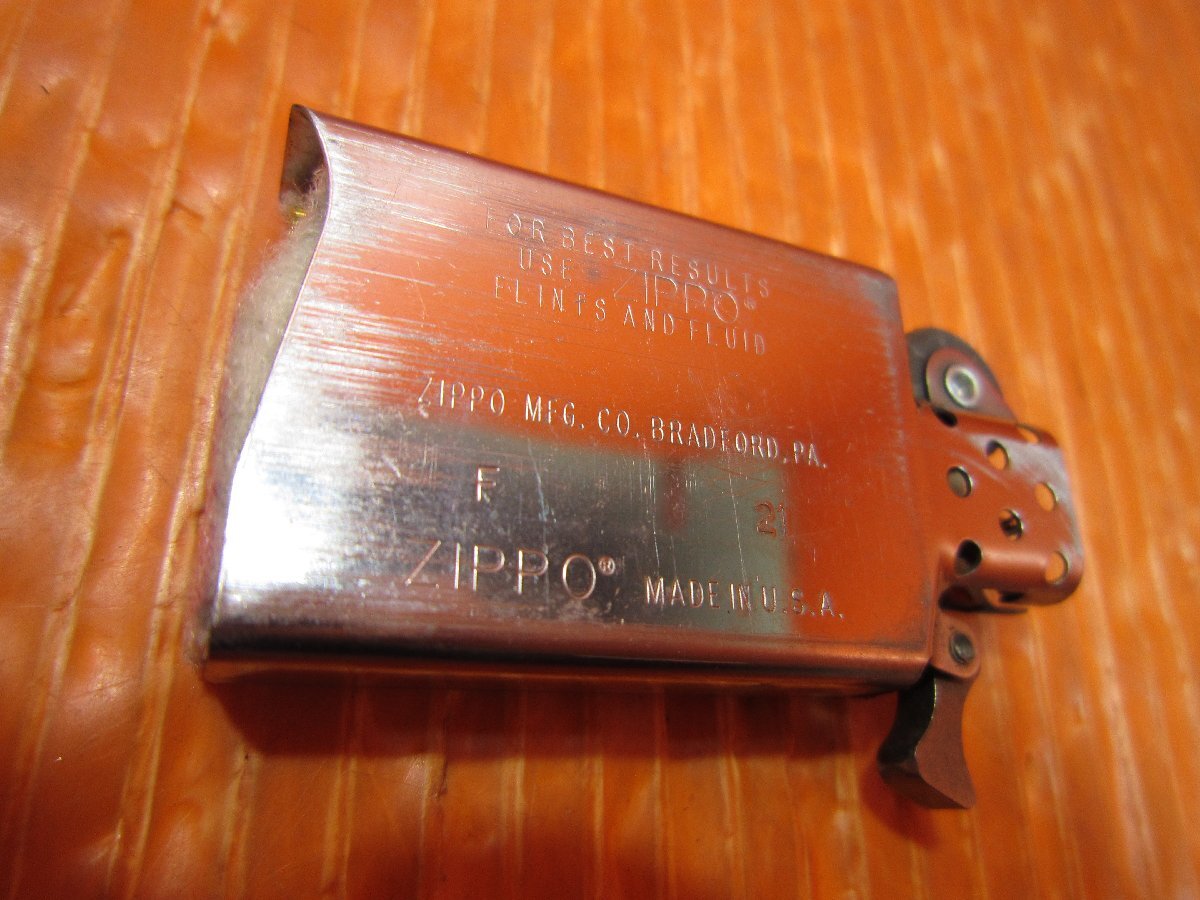 FOR BEST RESULTS
USE ZIPPO®
FLINTS AND FLUID
ZIPPO MFG. CO. BRADFORD, PA.
F 21
ZIPPO® MADE IN U.S.A.